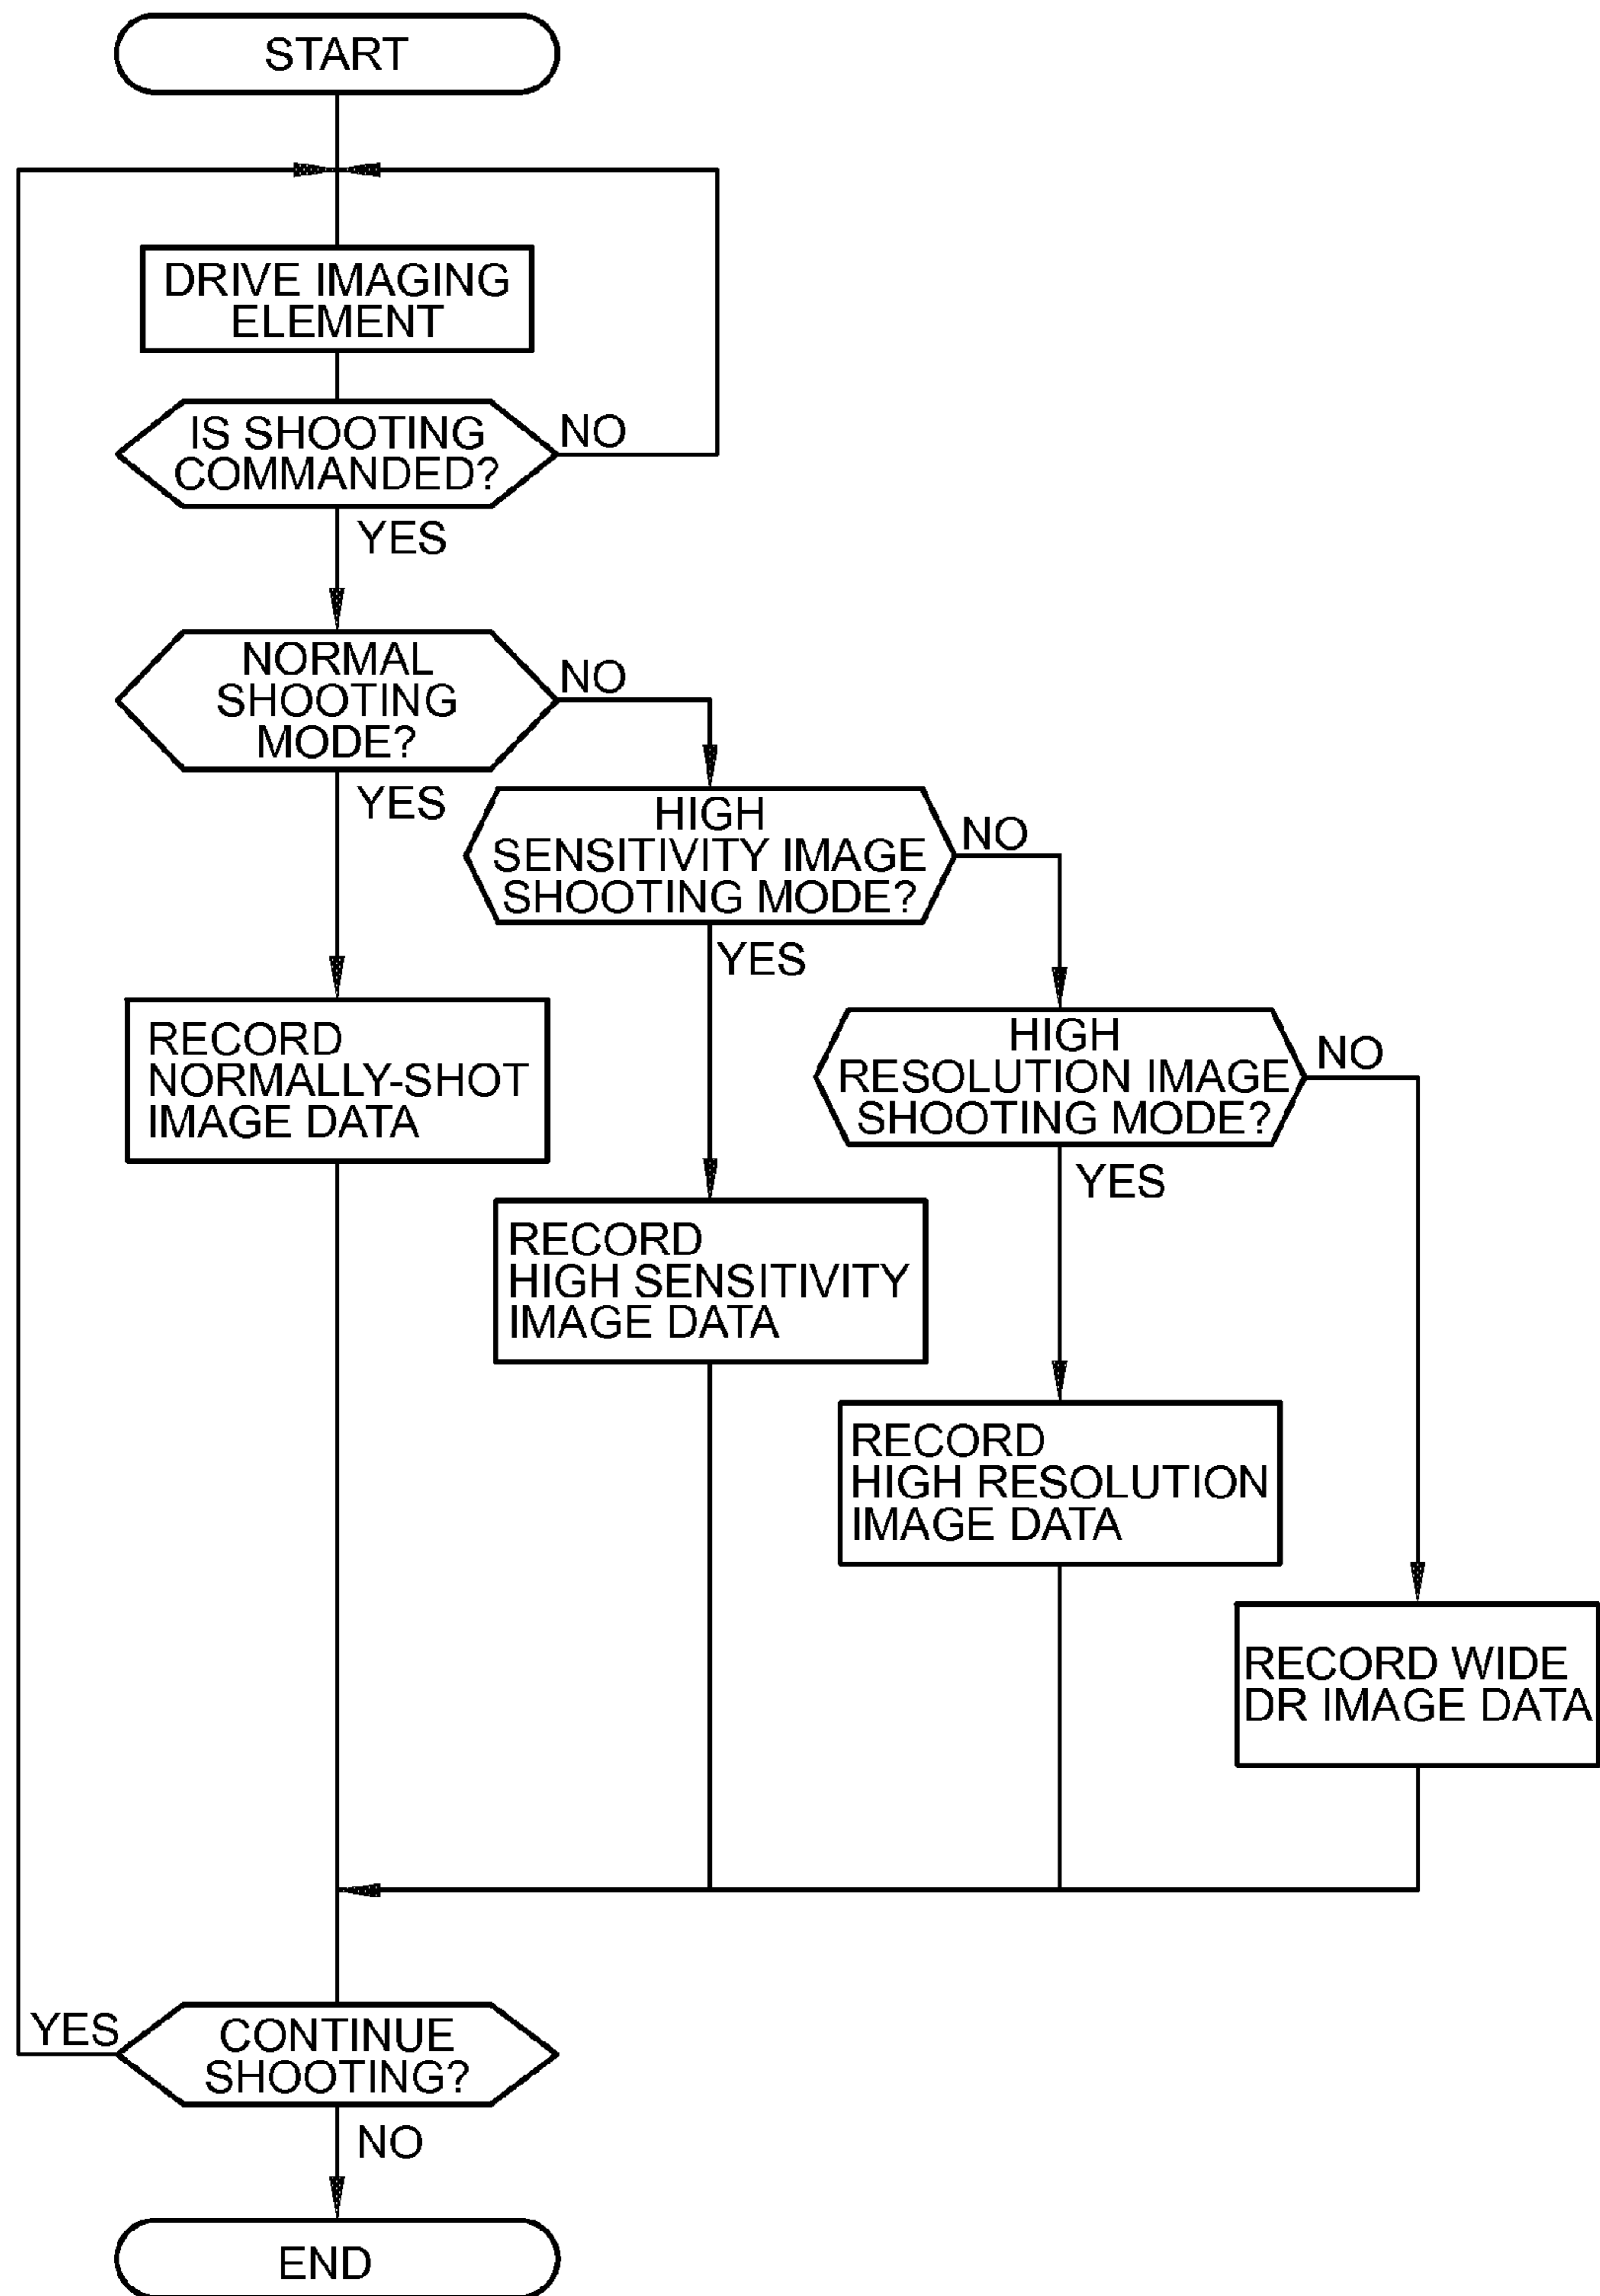 START
DRIVE IMAGING
ELEMENT
IS SHOOTING
COMMANDED?
NO
YES
NORMAL
SHOOTING
MODE?
NO
YES
HIGH
SENSITIVITY IMAGE
SHOOTING MODE?
NO
YES
RECORD
NORMALLY-SHOT
IMAGE DATA
HIGH
RESOLUTION IMAGE
SHOOTING MODE?
NO
YES
RECORD
HIGH SENSITIVITY
IMAGE DATA
RECORD
HIGH RESOLUTION
IMAGE DATA
RECORD WIDE
DR IMAGE DATA
YES
CONTINUE
SHOOTING?
NO
END